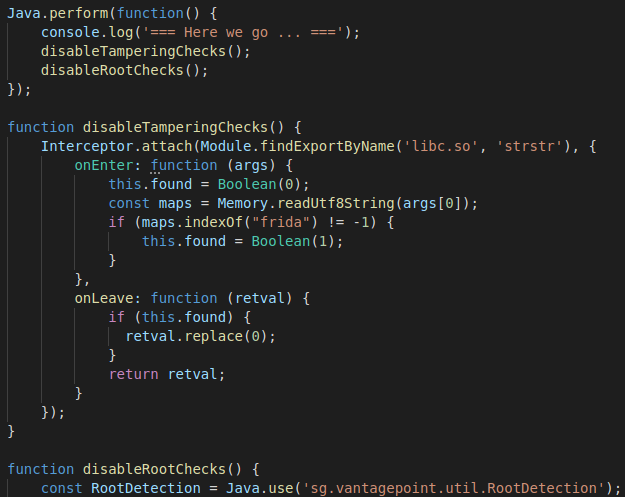 Java.perform(function() {
    console.log('=== Here we go ... ===');
    disableTamperingChecks();
    disableRootChecks();
});

function disableTamperingChecks() {
    Interceptor.attach(Module.findExportByName('libc.so', 'strstr'), {
        onEnter: function (args) {
            this.found = Boolean(0);
            const maps = Memory.readUtf8String(args[0]);
            if (maps.indexOf("frida") != -1) {
                this.found = Boolean(1);
            }
        },
        onLeave: function (retval) {
            if (this.found) {
              retval.replace(0);
            }
            return retval;
        }
    });
}

function disableRootChecks() {
    const RootDetection = Java.use('sg.vantagepoint.util.RootDetection');